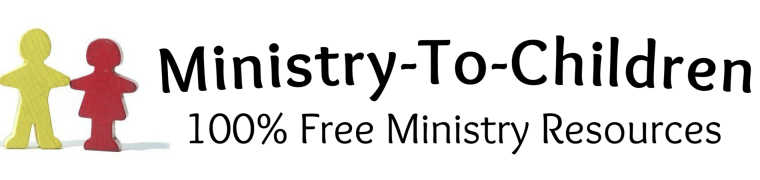 Ministry-To-Children
100% Free Ministry Resources